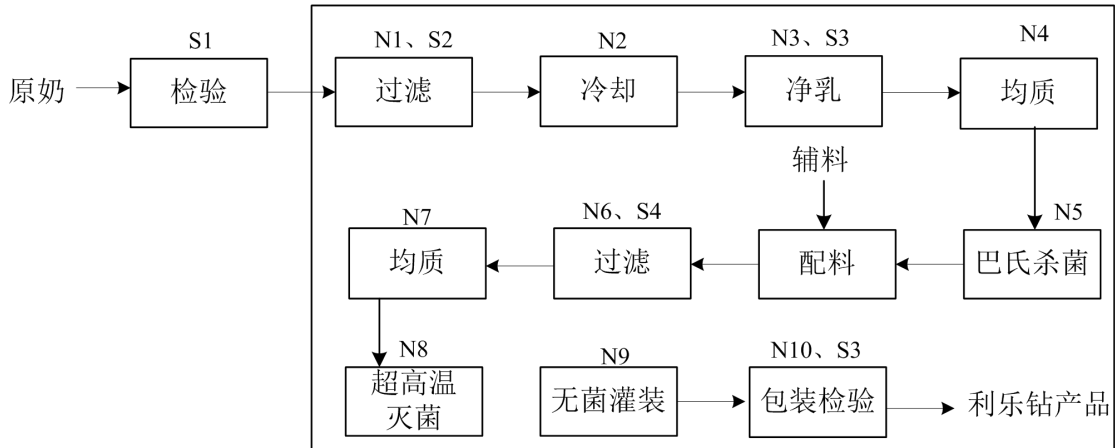 S1
N1、S2
N2
N3、S3
N4
原奶
检验
过滤
冷却
净乳
均质
辅料
N7
N6、S4
N5
均质
过滤
配料
巴氏杀菌
N8
N9
N10、S3
超高温
灭菌
无菌灌装
包装检验
利乐钻产品